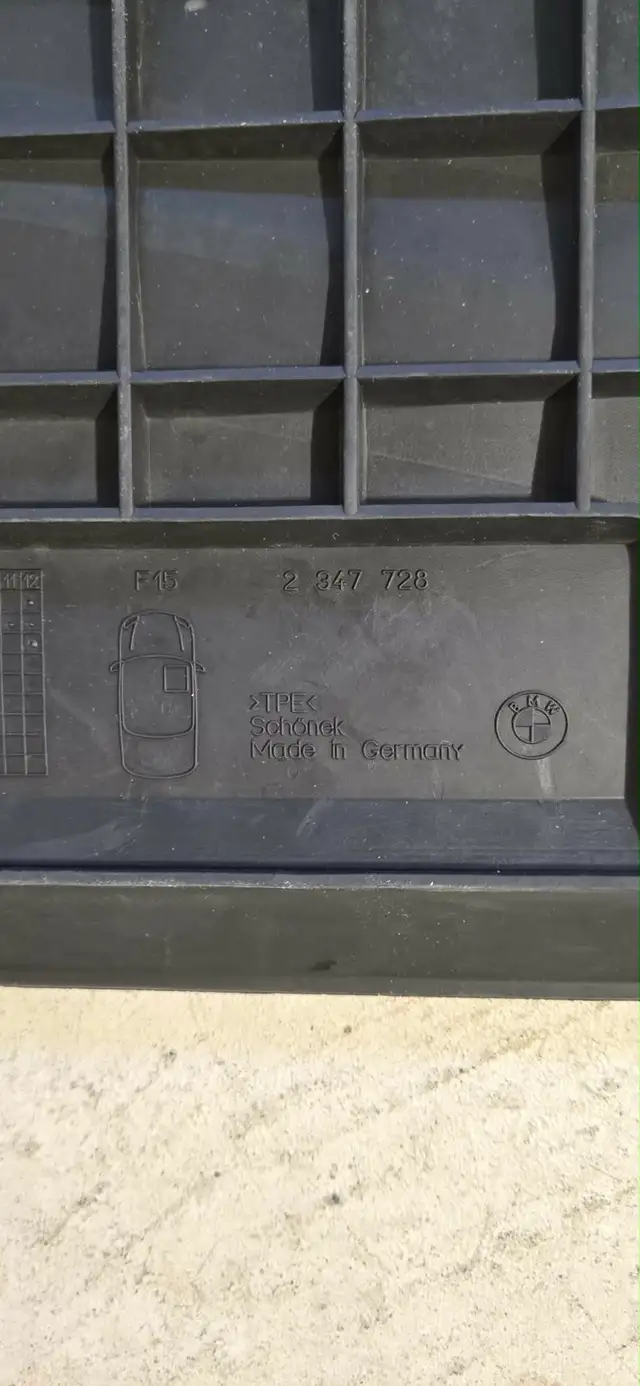 11 12
F15
2 347 728
>TPE<
Schönek
Made in Germany
BMW